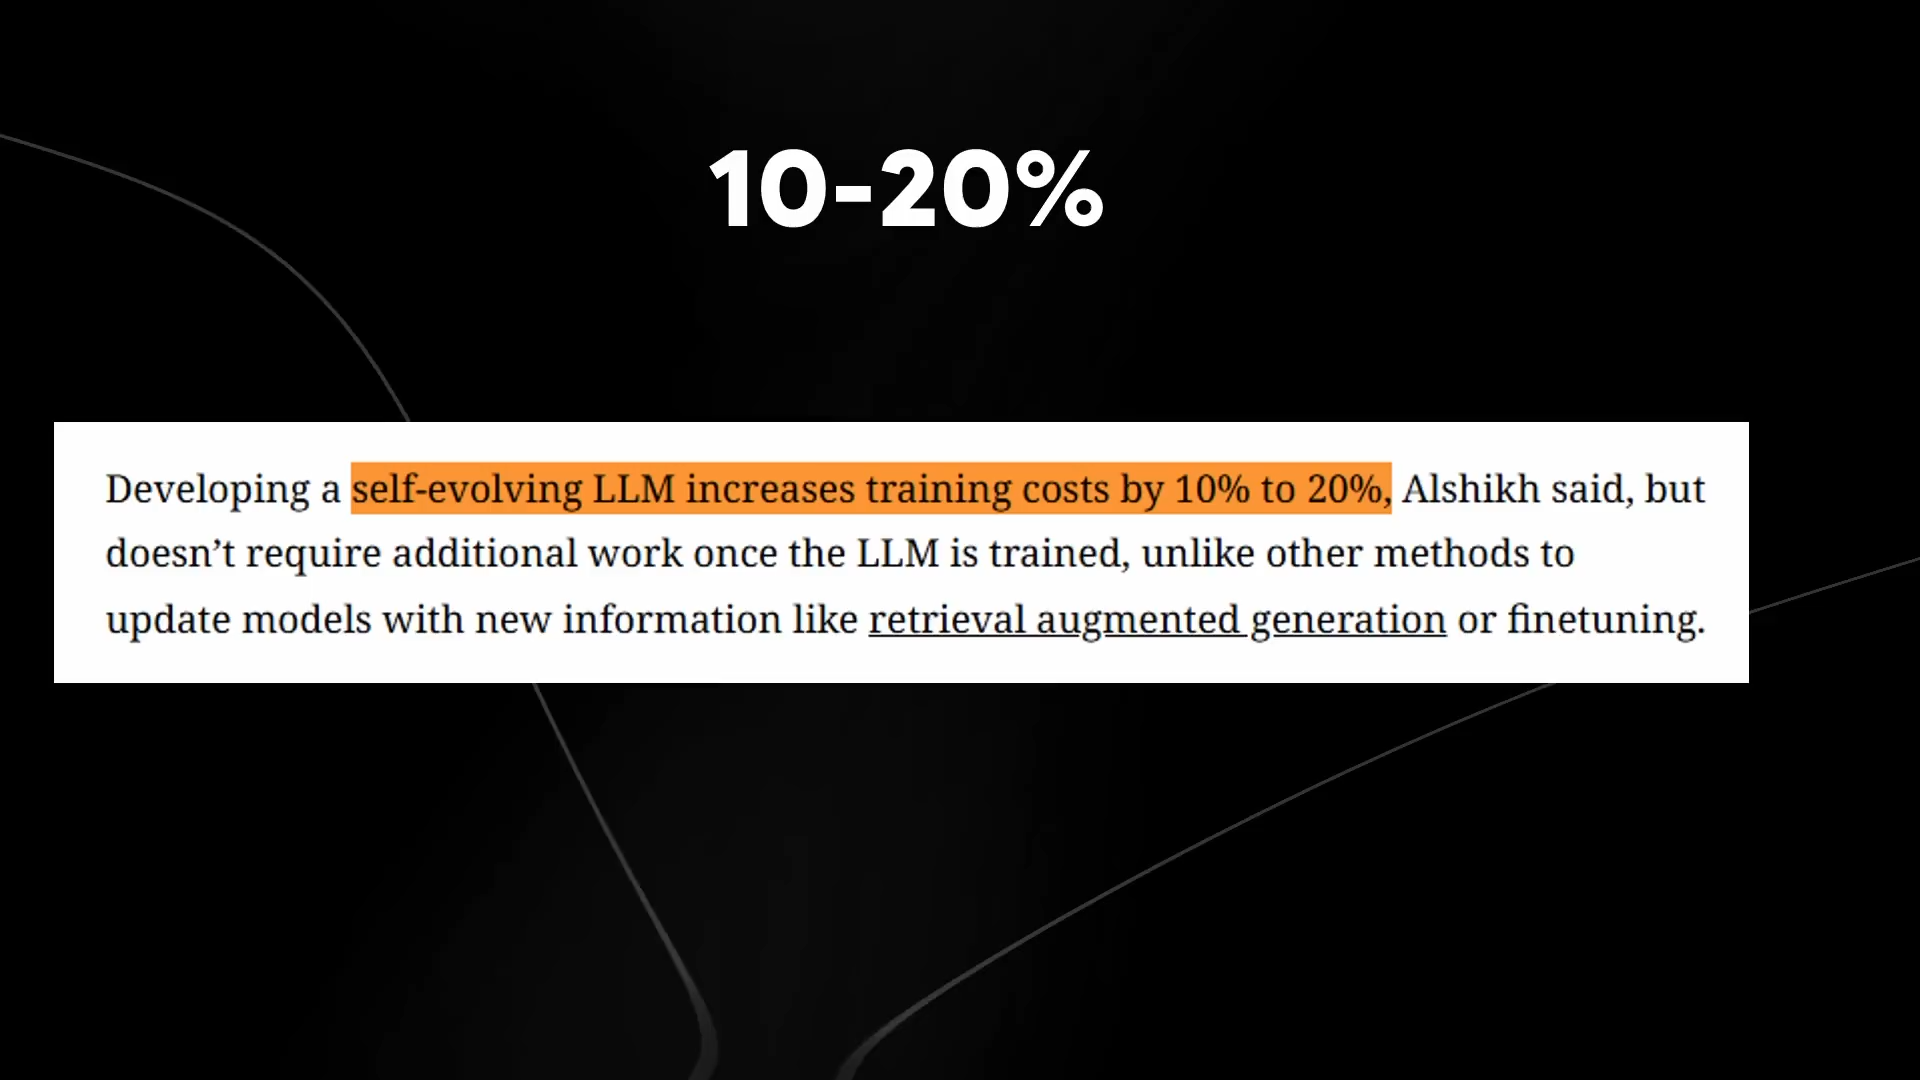 10-20%
Developing a self-evolving LLM increases training costs by 10% to 20%, Alshikh said, but
doesn’t require additional work once the LLM is trained, unlike other methods to
update models with new information like retrieval augmented generation or finetuning.